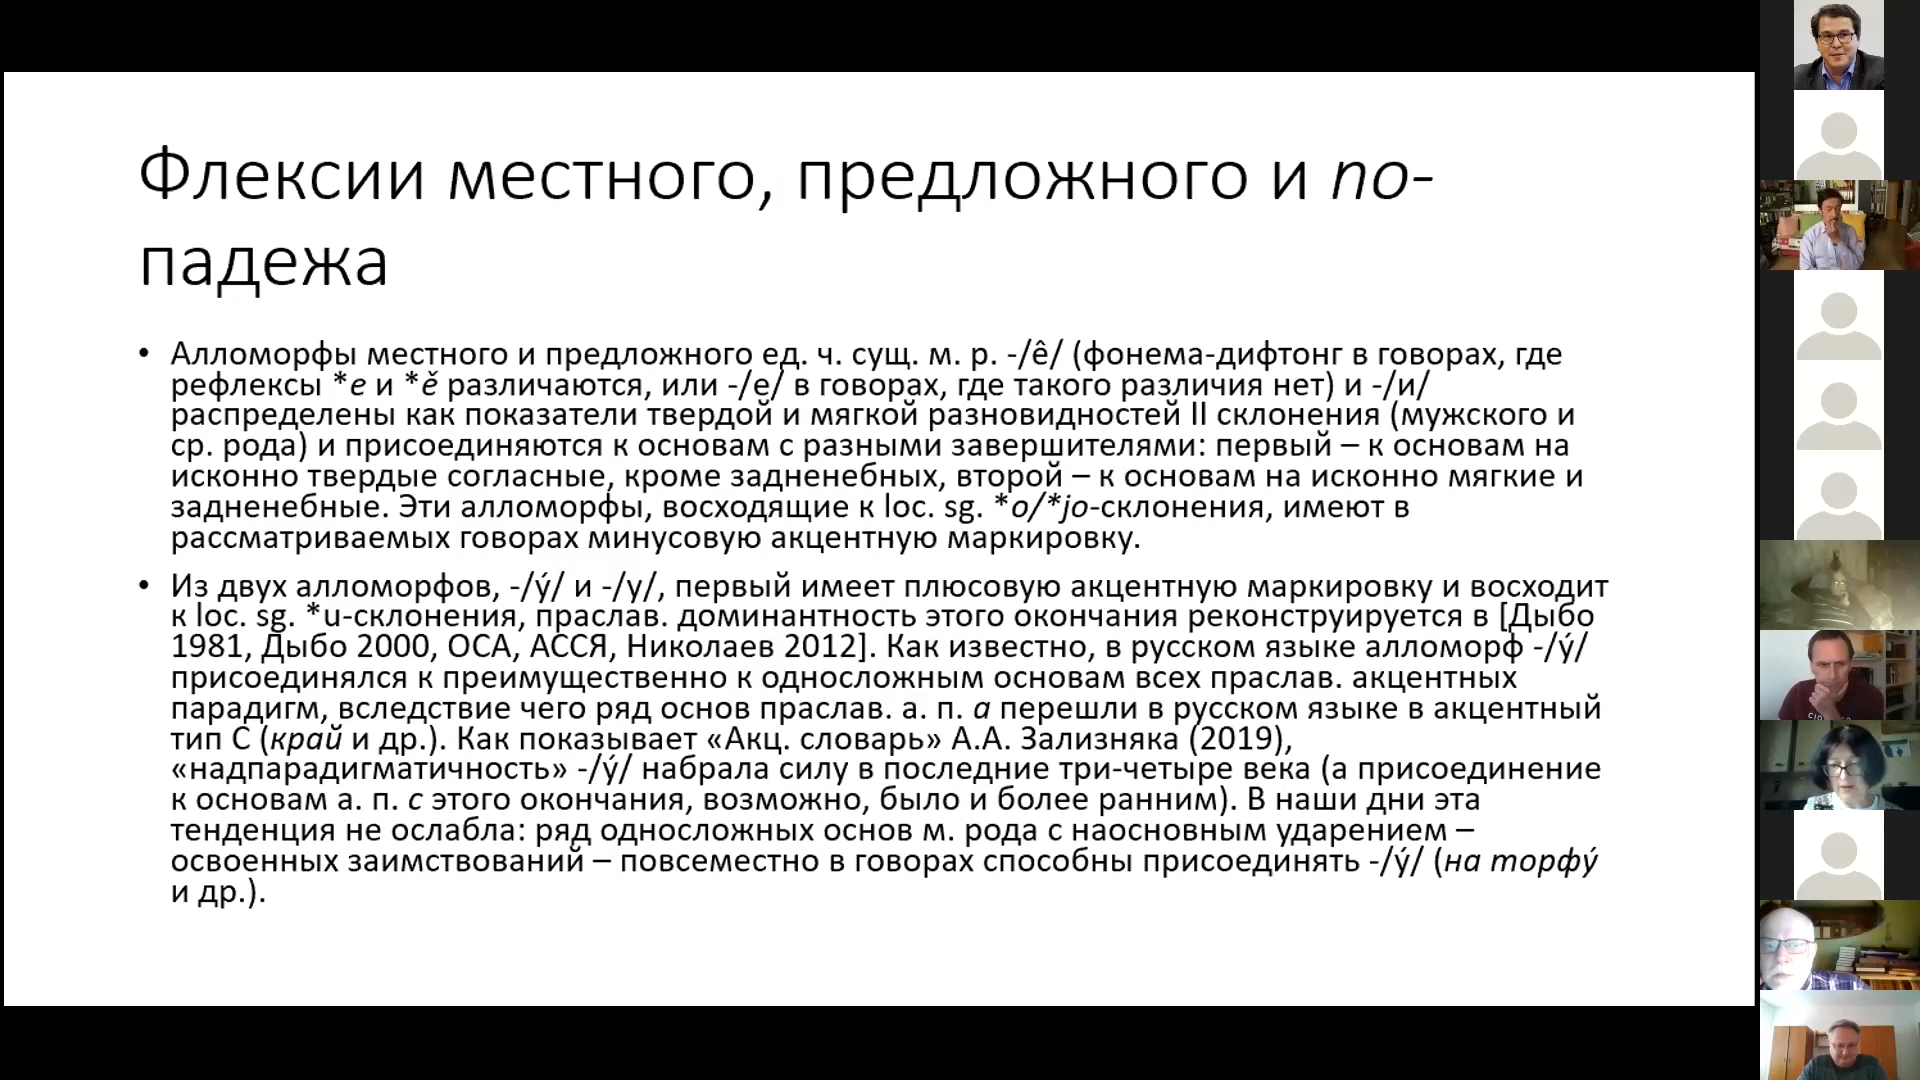 Флексии местного, предложного и по-
падежа
• Алломорфы местного и предложного ед. ч. сущ. м. р. -/ê/ (фонема-дифтонг в говорах, где
рефлексы *е и *ě различаются, или -/е/ в говорах, где такого различия нет) и -/и/
распределены как показатели твердой и мягкой разновидностей II склонения (мужского и
ср. рода) и присоединяются к основам с разными завершителями: первый – к основам на
исконно твердые согласные, кроме задненебных, второй – к основам на исконно мягкие и
задненебные. Эти алломорфы, восходящие к loc. sg. *o/*jo-склонения, имеют в
рассматриваемых говорах минусовую акцентную маркировку.
• Из двух алломорфов, -/ý/ и -/у/, первый имеет плюсовую акцентную маркировку и восходит
к loc. sg. *u-склонения, праслав. доминантность этого окончания реконструируется в [Дыбо
1981, Дыбо 2000, ОСА, АССЯ, Николаев 2012]. Как известно, в русском языке алломорф -/ý/
присоединялся к преимущественно к односложным основам всех праслав. акцентных
парадигм, вследствие чего ряд основ праслав. а. п. a перешли в русском языке в акцентный
тип С (край и др.). Как показывает «Акц. словарь» А.А. Зализняка (2019),
«надпарадигматичность» -/ý/ набрала силу в последние три-четыре века (а присоединение
к основам а. п. c этого окончания, возможно, было и более ранним). В наши дни эта
тенденция не ослабла: ряд односложных основ м. рода с наосновным ударением –
освоенных заимствований – повсеместно в говорах способны присоединять -/ý/ (на торфý
и др.).